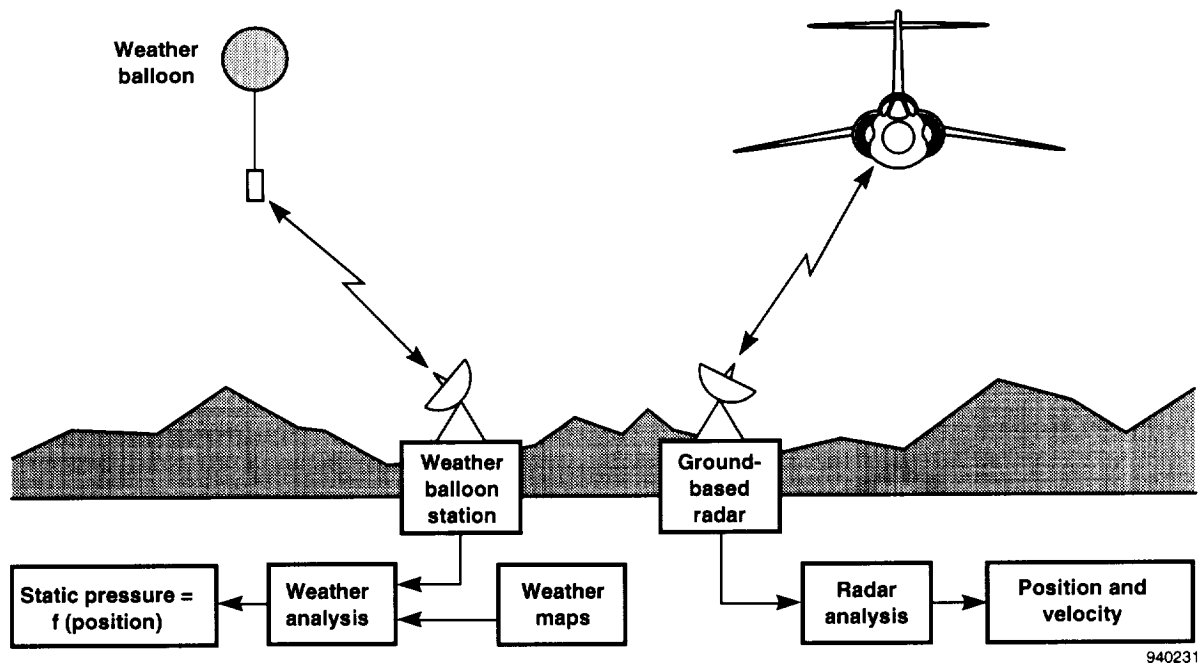 Weather
balloon
Weather
balloon
station
Ground-
based
radar
Static pressure =
f (position)
Weather
analysis
Weather
maps
Radar
analysis
Position and
velocity
940231